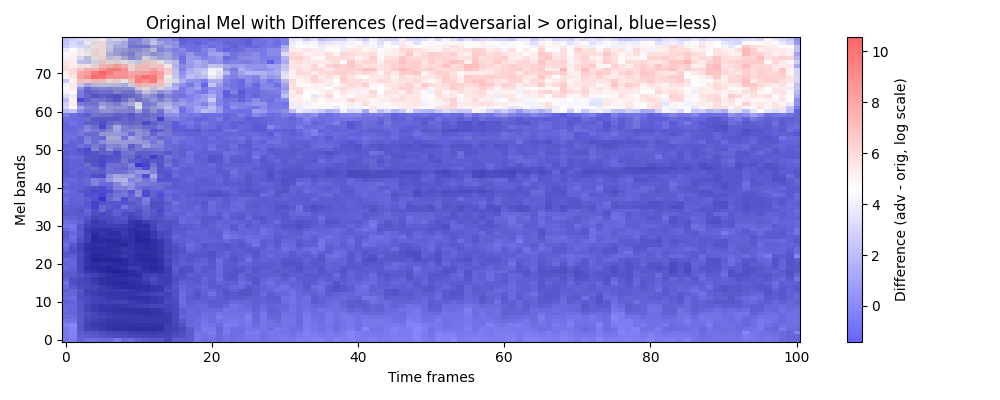 Original Mel with Differences (red=adversarial > original, blue=less)
Mel bands
70
60
50
40
30
20
10
0
0 20 40 60 80 100
Time frames
10
8
6
4
2
0
Difference (adv - orig, log scale)